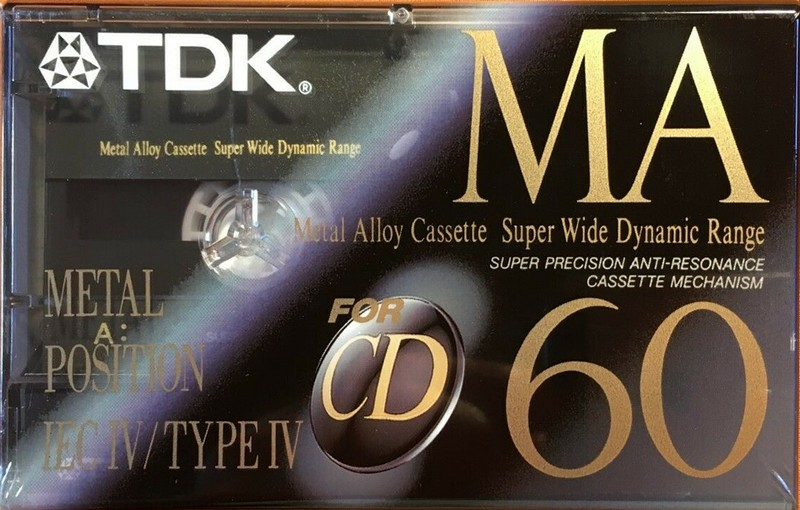 TDK®
MA
Metal Alloy Cassette Super Wide Dynamic Range
Metal Alloy Cassette Super Wide Dynamic Range
SUPER PRECISION ANTI-RESONANCE
CASSETTE MECHANISM
METAL
A:
POSITION
IEC IV/TYPE IV
FOR
CD
60